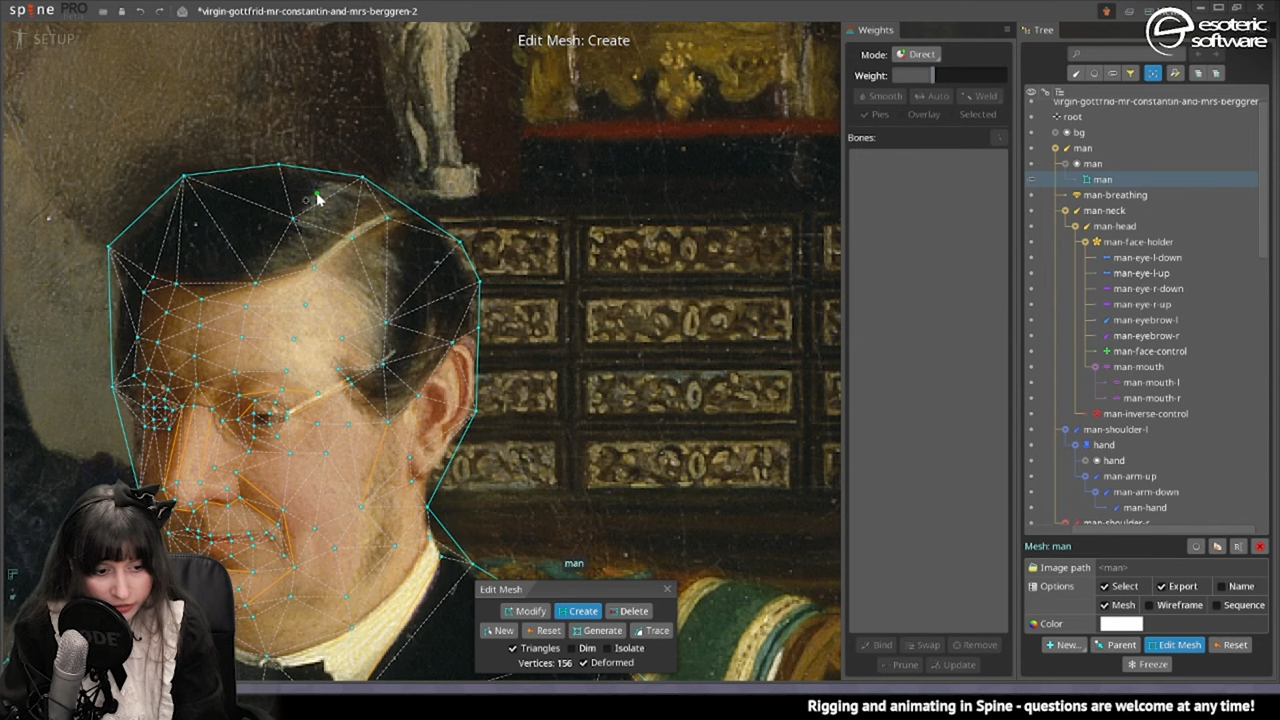 spine PRO
beta
*virgin-gottfrid-mr-constantin-and-mrs-berggren-2
SETUP
Edit Mesh: Create
esoteric
software
Weights
Mode: Direct
Weight:
Smooth Auto Weld
Pies Overlay Selected
Bones:
Bind Swap Remove
Prune Update
Tree
virgin-gottfrid-mr-constantin-and-mrs-berggren
root
bg
man
man
man
man-breathing
man-neck
man-head
man-face-holder
man-eye-l-down
man-eye-l-up
man-eye-r-down
man-eye-r-up
man-eyebrow-l
man-eyebrow-r
man-face-control
man-mouth
man-mouth-l
man-mouth-r
man-inverse-control
man-shoulder-l
hand
hand
man-arm-up
man-arm-down
man-hand
man-shoulder-r
Mesh: man
Image path <man>
Options Select Export Name
Mesh Wireframe Sequence
Color
New... Parent Edit Mesh Reset
Freeze
man
Edit Mesh
Modify Create Delete
New Reset Generate Trace
Triangles Dim Isolate
Vertices: 156 Deformed
Rigging and animating in Spine - questions are welcome at any time!